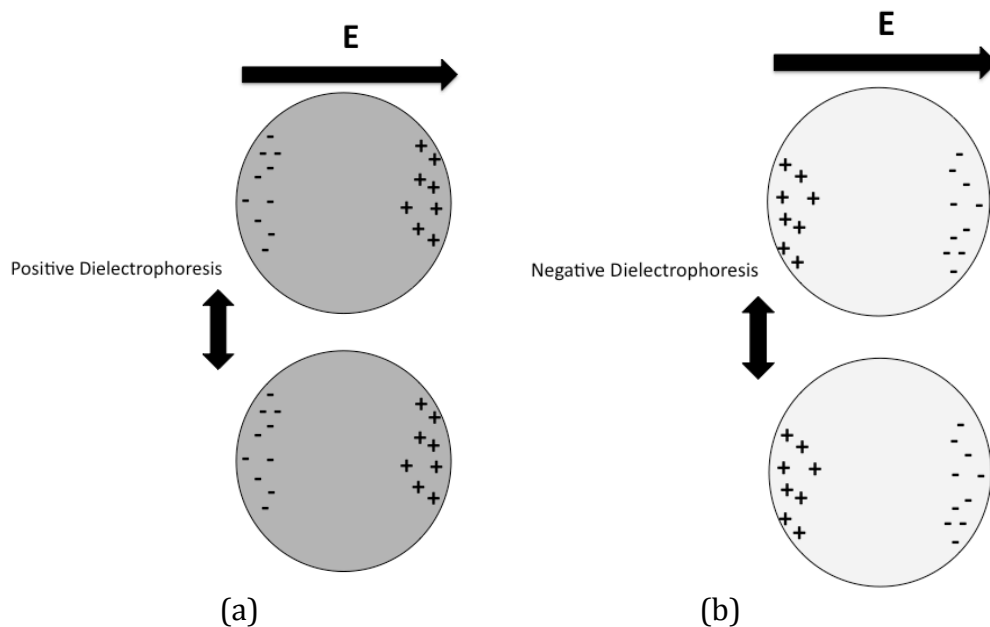 E
E
Positive Dielectrophoresis
Negative Dielectrophoresis
(a)
(b)